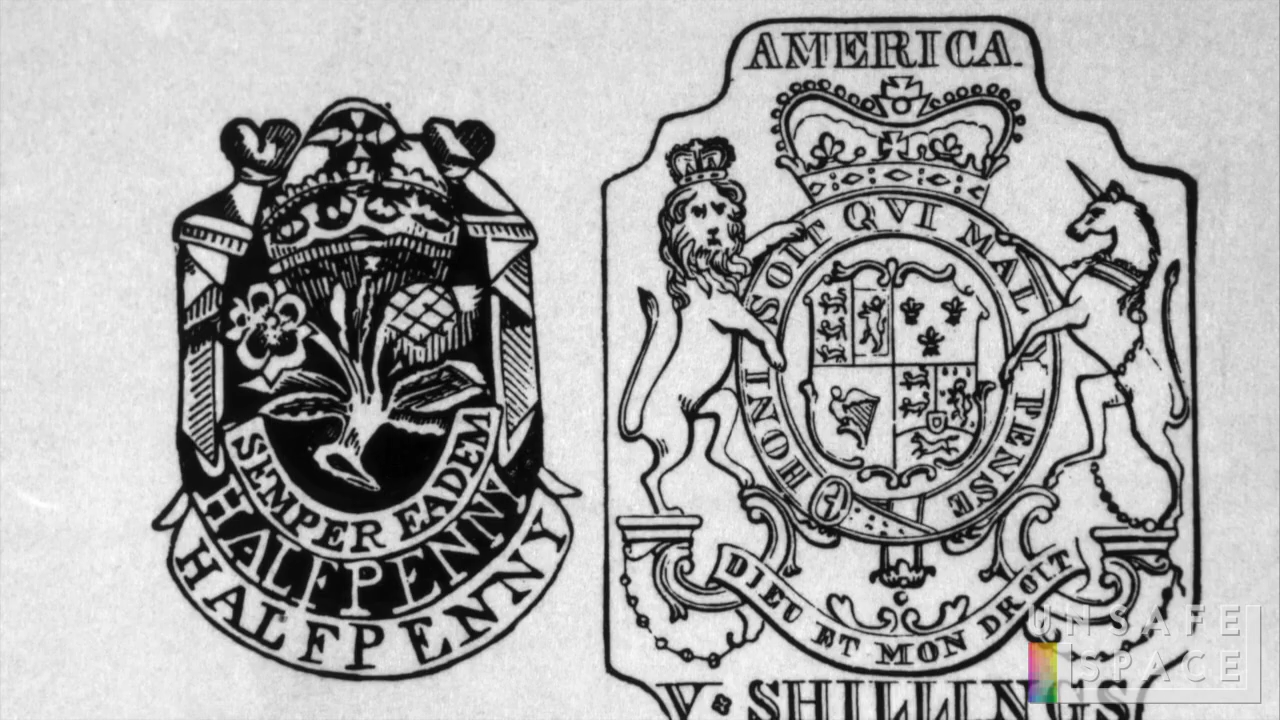 SEMPER EADEM
HALFPENNY
HALFPENNY
AMERICA.
HONI SOIT QVI MAL Y PENSE
DIEU ET MON DROIT
V SHILLINGS
UNSAFE
SPACE